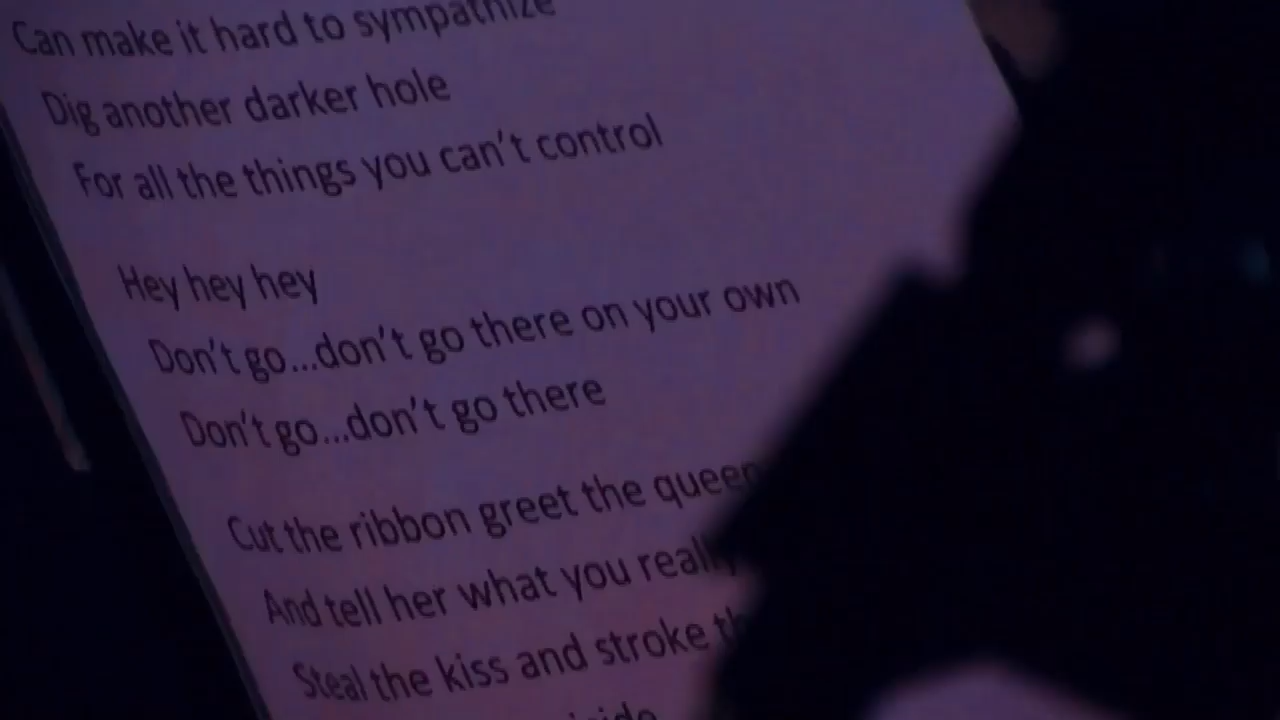 Can make it hard to sympathize
Dig another darker hole
For all the things you can't control
Hey hey hey
Don't go...don't go there on your own
Don't go...don't go there
Cut the ribbon greet the queen
And tell her what you really
Steal the kiss and stroke